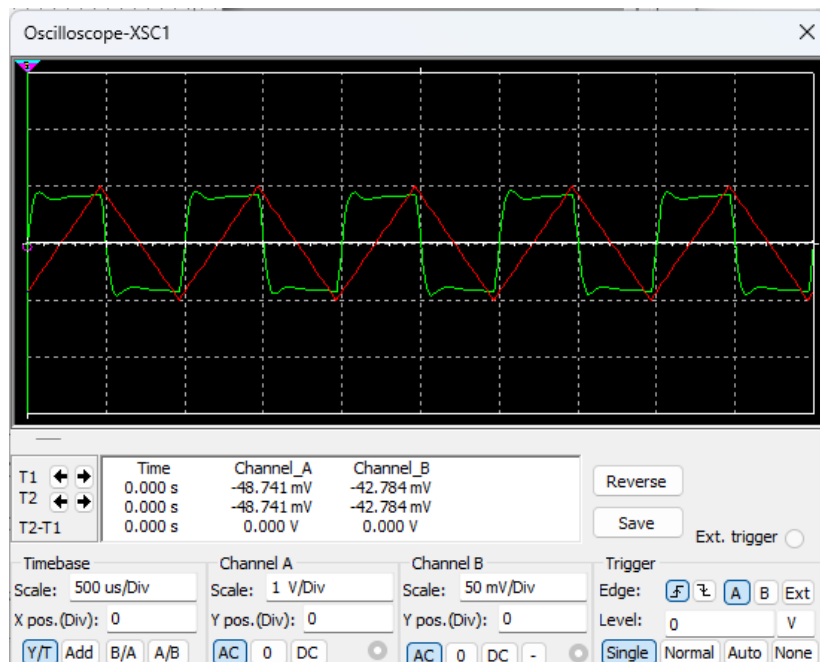 Oscilloscope-XSC1
Time Channel_A Channel_B
T1 0.000 s -48.741 mV -42.784 mV
T2 0.000 s -48.741 mV -42.784 mV
T2-T1 0.000 s 0.000 V 0.000 V
Reverse
Save
Ext. trigger
Timebase
Scale: 500 us/Div
X pos.(Div): 0
Y/T Add B/A A/B
Channel A
Scale: 1 V/Div
Y pos.(Div): 0
AC 0 DC
Channel B
Scale: 50 mV/Div
Y pos.(Div): 0
AC 0 DC -
Trigger
Edge: A B Ext
Level: 0 V
Single Normal Auto None